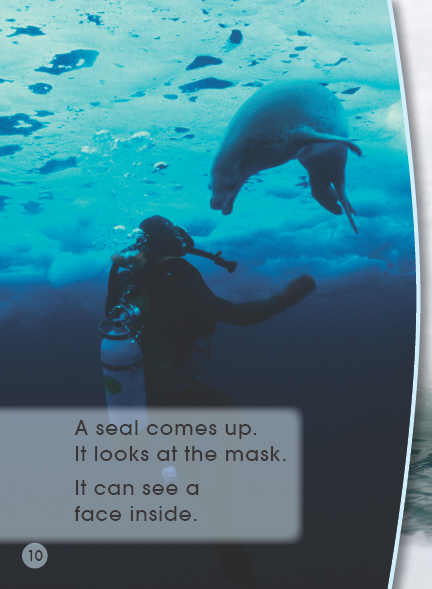 A seal comes up.
It looks at the mask.
It can see a
face inside.
10